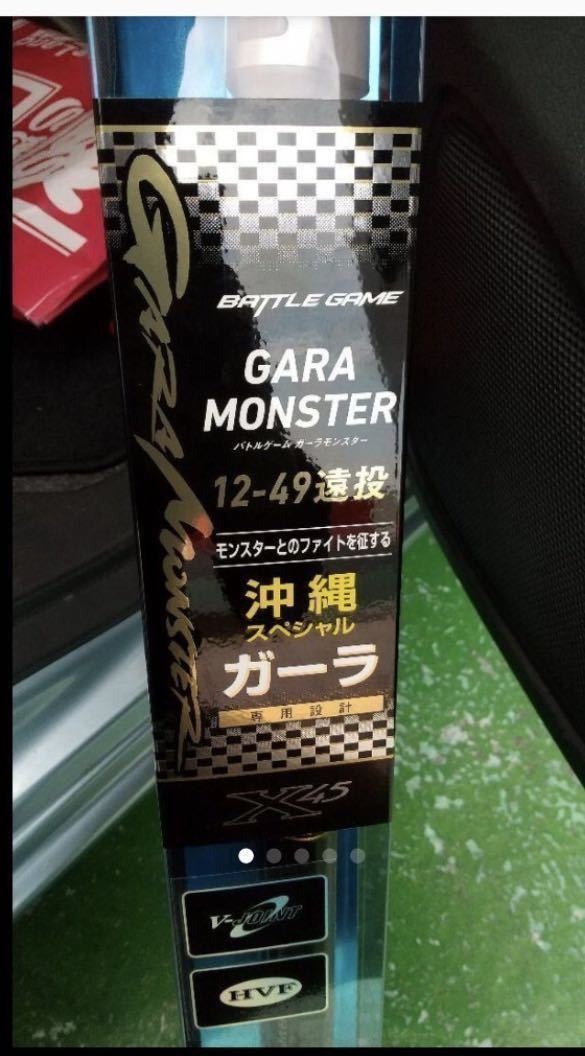 GARA MONSTER
BATTLE GAME
GARA
MONSTER
バトルゲーム ガーラモンスター
12-49遠投
モンスターとのファイトを征する
沖縄
スペシャル
ガーラ
専用設計
X45
V-JOINT
HVF